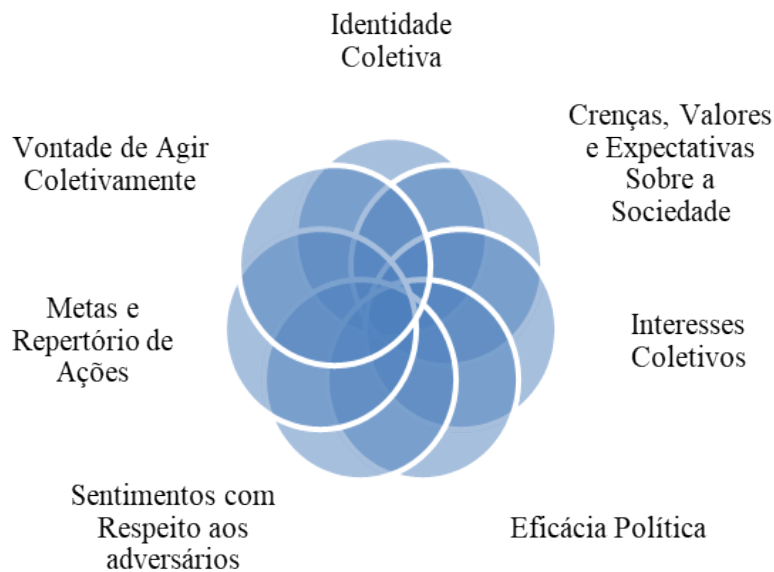 Identidade
Coletiva
Crenças, Valores
e Expectativas
Sobre a
Sociedade
Interesses
Coletivos
Eficácia Política
Sentimentos com
Respeito aos
adversários
Metas e
Repertório de
Ações
Vontade de Agir
Coletivamente